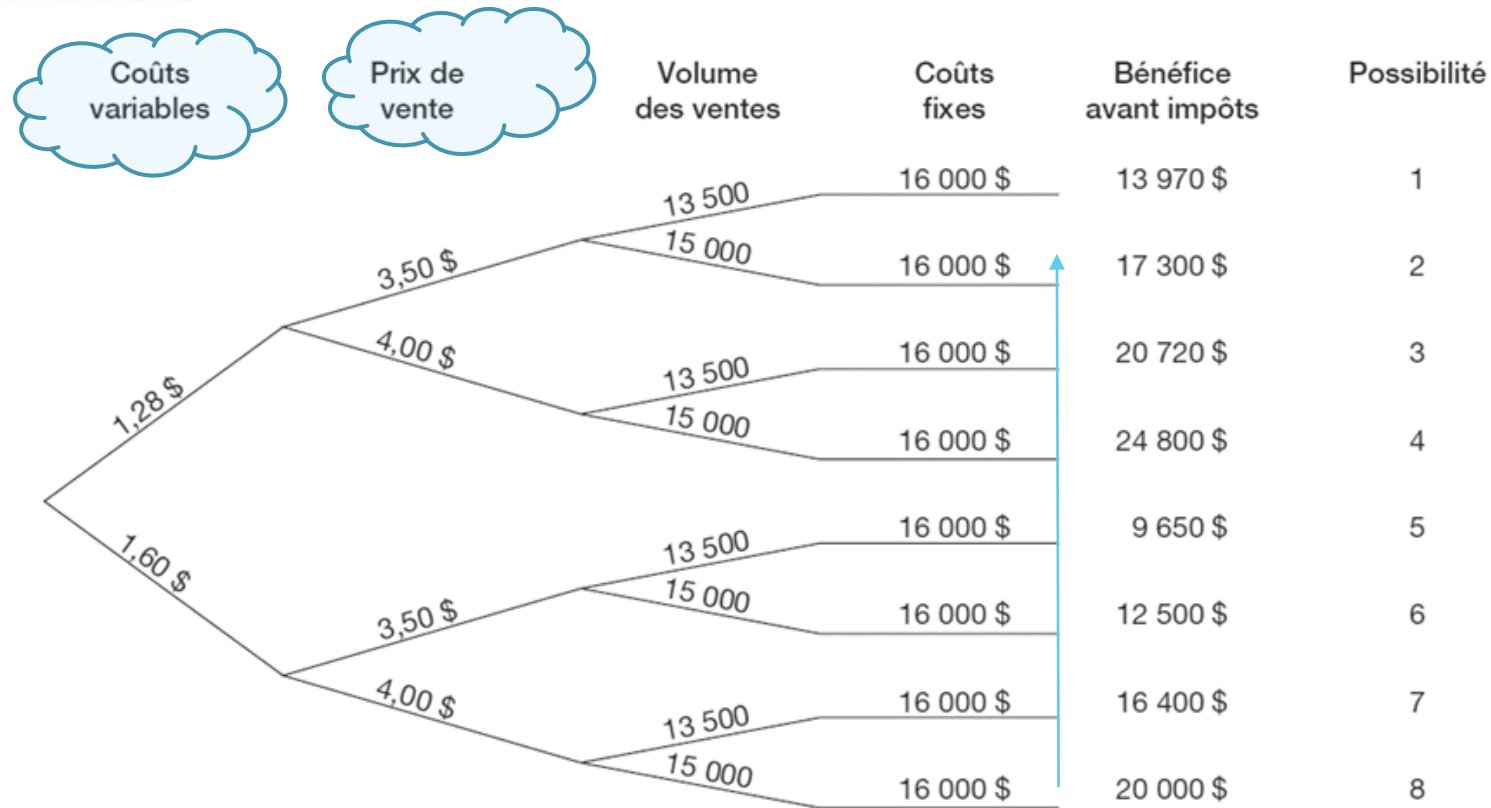 Coûts
variables
Prix de
vente
Volume
des ventes
Coûts
fixes
Bénéfice
avant impôts
Possibilité
1,28 $
3,50 $
13 500
16 000 $
13 970 $
1
15 000
16 000 $
17 300 $
2
4,00 $
13 500
16 000 $
20 720 $
3
15 000
16 000 $
24 800 $
4
1,60 $
3,50 $
13 500
16 000 $
9 650 $
5
15 000
16 000 $
12 500 $
6
4,00 $
13 500
16 000 $
16 400 $
7
15 000
16 000 $
20 000 $
8